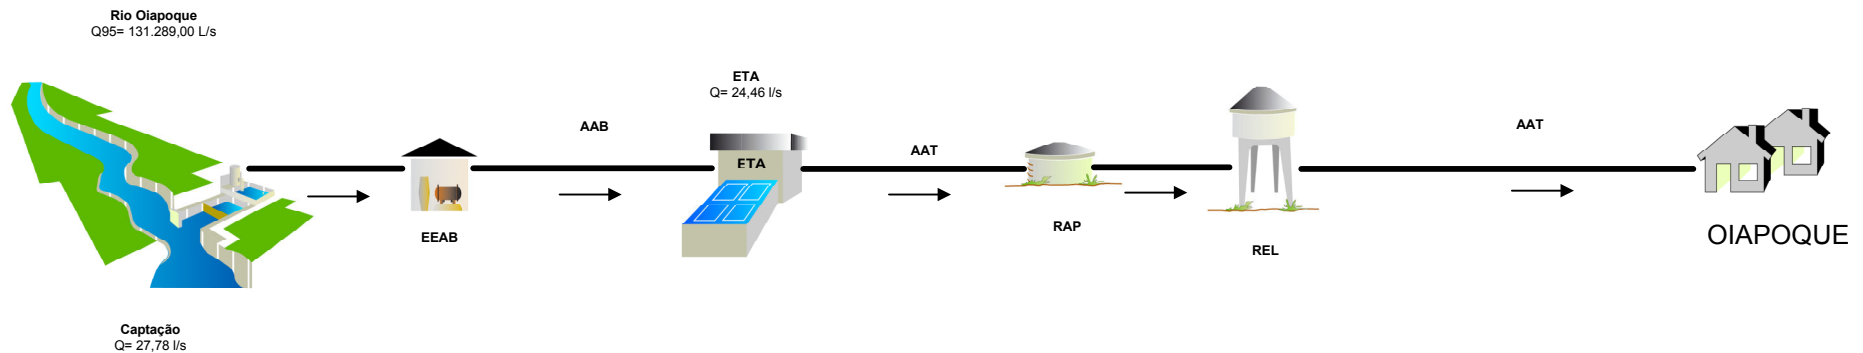 Rio Oiapoque
Q95= 131.289,00 L/s
ETA
Q= 24,46 l/s
AAB
AAT
AAT
ETA
EEAB
RAP
REL
OIAPOQUE
Captação
Q= 27,78 l/s